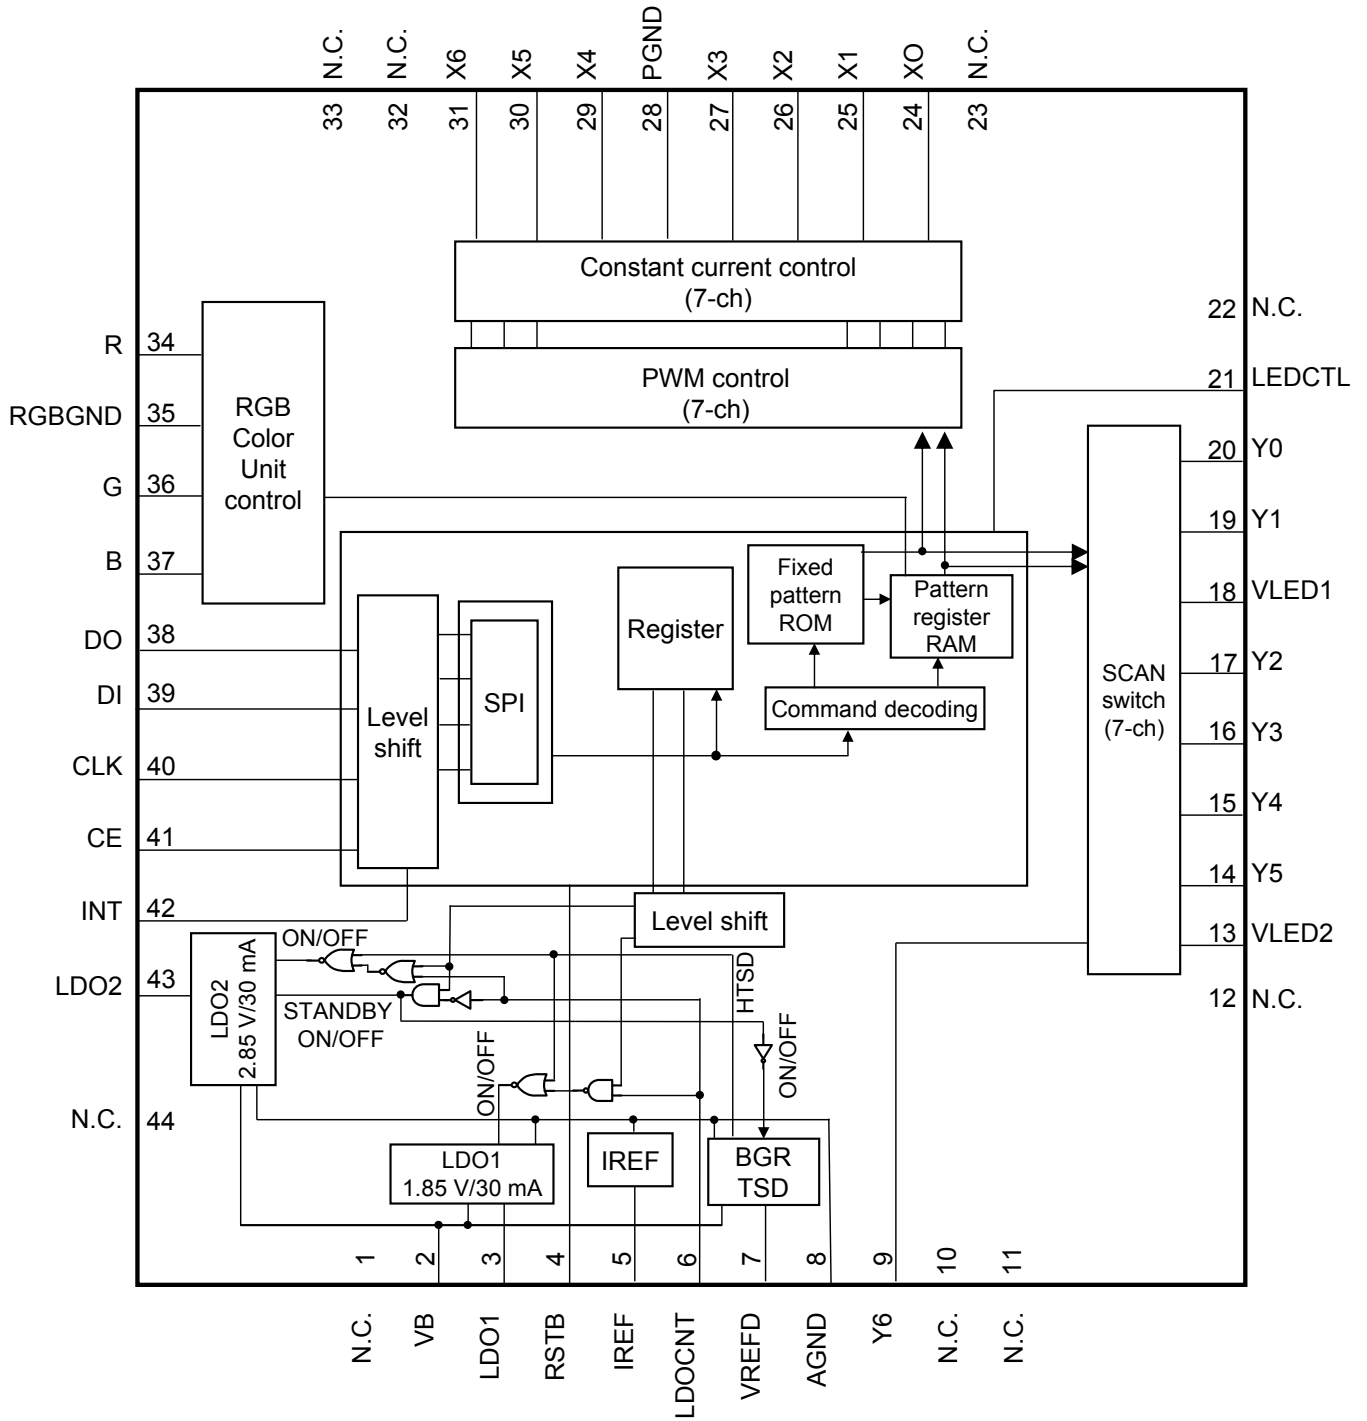 N.C.
N.C.
X6
X5
X4
PGND
X3
X2
X1
XO
N.C.
33
32
31
30
29
28
27
26
25
24
23
Constant current control
(7-ch)
PWM control
(7-ch)
22 N.C.
21 LEDCTL
20 Y0
19 Y1
18 VLED1
17 Y2
16 Y3
15 Y4
14 Y5
13 VLED2
12 N.C.
R 34
RGBGND 35
G 36
B 37
DO 38
DI 39
CLK 40
CE 41
INT 42
LDO2 43
N.C. 44
RGB
Color
Unit
control
Level
shift
SPI
Register
Fixed
pattern
ROM
Pattern
register
RAM
Command decoding
SCAN
switch
(7-ch)
Level shift
ON/OFF
LDO2
2.85 V/30 mA
STANDBY
ON/OFF
HTSD
ON/OFF
ON/OFF
LDO1
1.85 V/30 mA
IREF
BGR
TSD
1
2
3
4
5
6
7
8
9
10
11
N.C.
VB
LDO1
RSTB
IREF
LDOCNT
VREFD
AGND
Y6
N.C.
N.C.